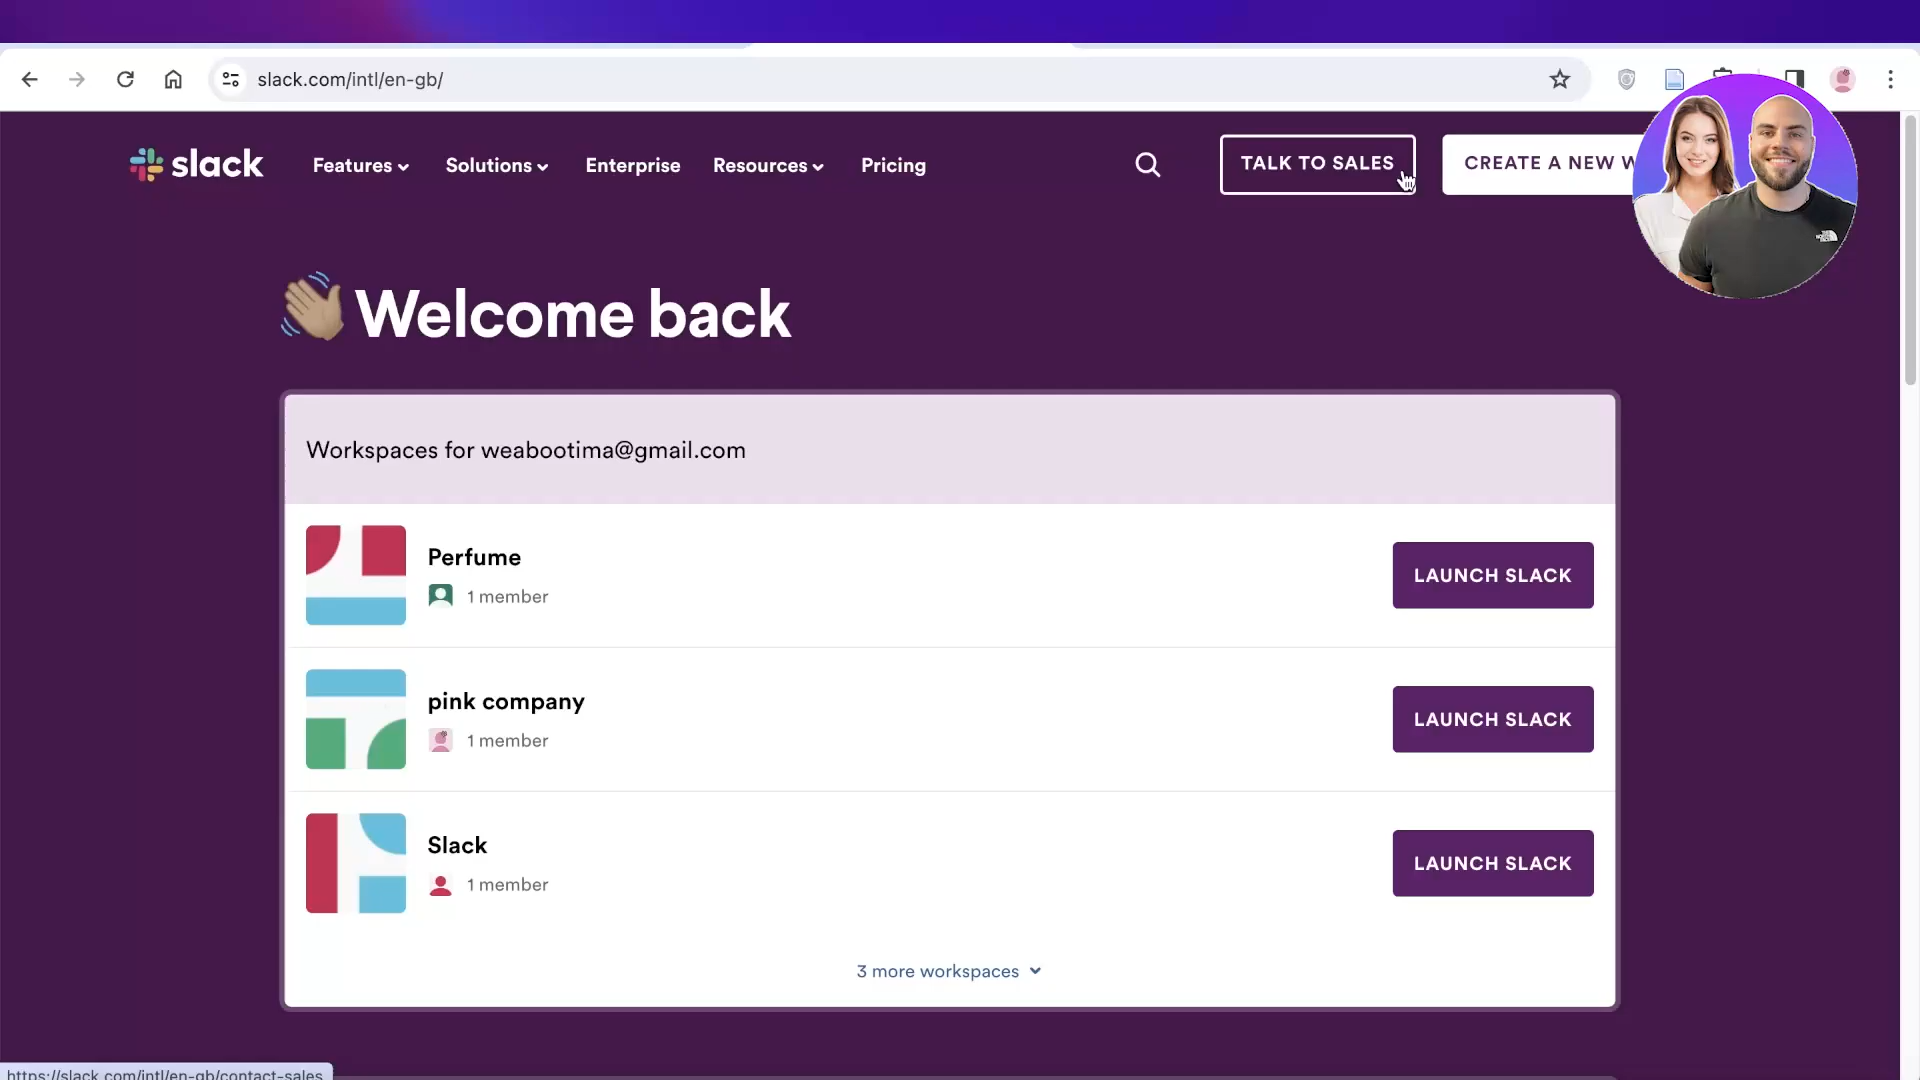 slack.com/intl/en-gb/
slack
Features
Solutions
Enterprise
Resources
Pricing
TALK TO SALES
CREATE A NEW
Welcome back
Workspaces for weabootima@gmail.com
Perfume
1 member
LAUNCH SLACK
pink company
1 member
LAUNCH SLACK
Slack
1 member
LAUNCH SLACK
3 more workspaces
https://slack.com/intl/en-gb/contact-sales